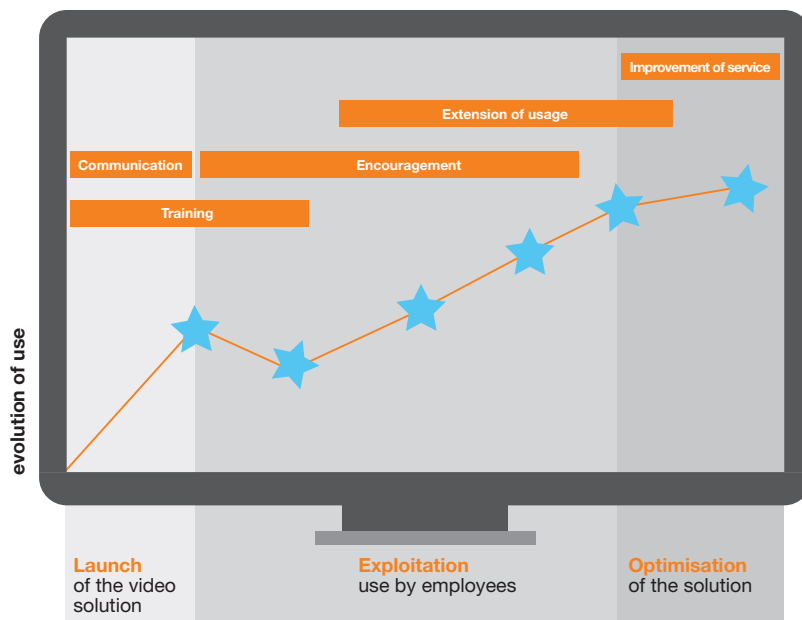 Improvement of service
Extension of usage
Communication
Encouragement
Training
evolution of use
Launch
of the video
solution
Exploitation
use by employees
Optimisation
of the solution